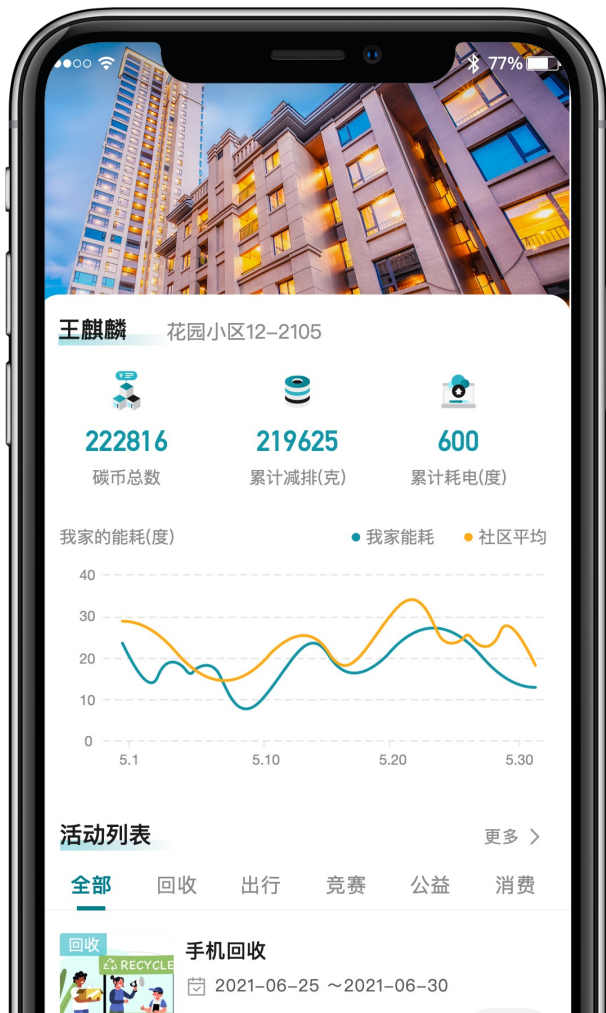 77%
王麒麟 花园小区12-2105
222816 219625 600
碳币总数 累计减排(克) 累计耗电(度)
我家的能耗(度) 我家能耗 社区平均
40
30
20
10
0
5.1 5.10 5.20 5.30
活动列表 更多
全部 回收 出行 竞赛 公益 消费
回收
RECYCLE
手机回收
2021-06-25 ~2021-06-30